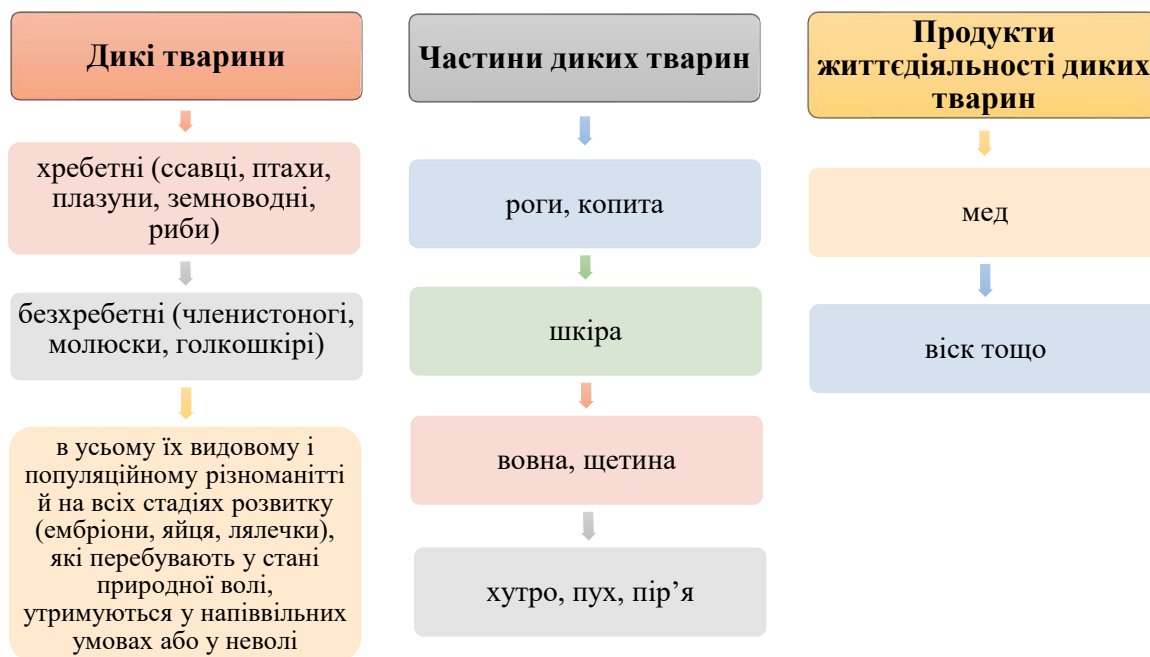 Дикі тварини
хребетні (ссавці, птахи,
плазуни, земноводні,
риби)
безхребетні (членистоногі,
молюски, голкошкірі)
в усьому їх видовому і
популяційному різноманітті
й на всіх стадіях розвитку
(ембріони, яйця, лялечки),
які перебувають у стані
природної волі,
утримуються у напіввільних
умовах або у неволі
Частини диких тварин
роги, копита
шкіра
вовна, щетина
хутро, пух, пір’я
Продукти
життєдіяльності диких
тварин
мед
віск тощо